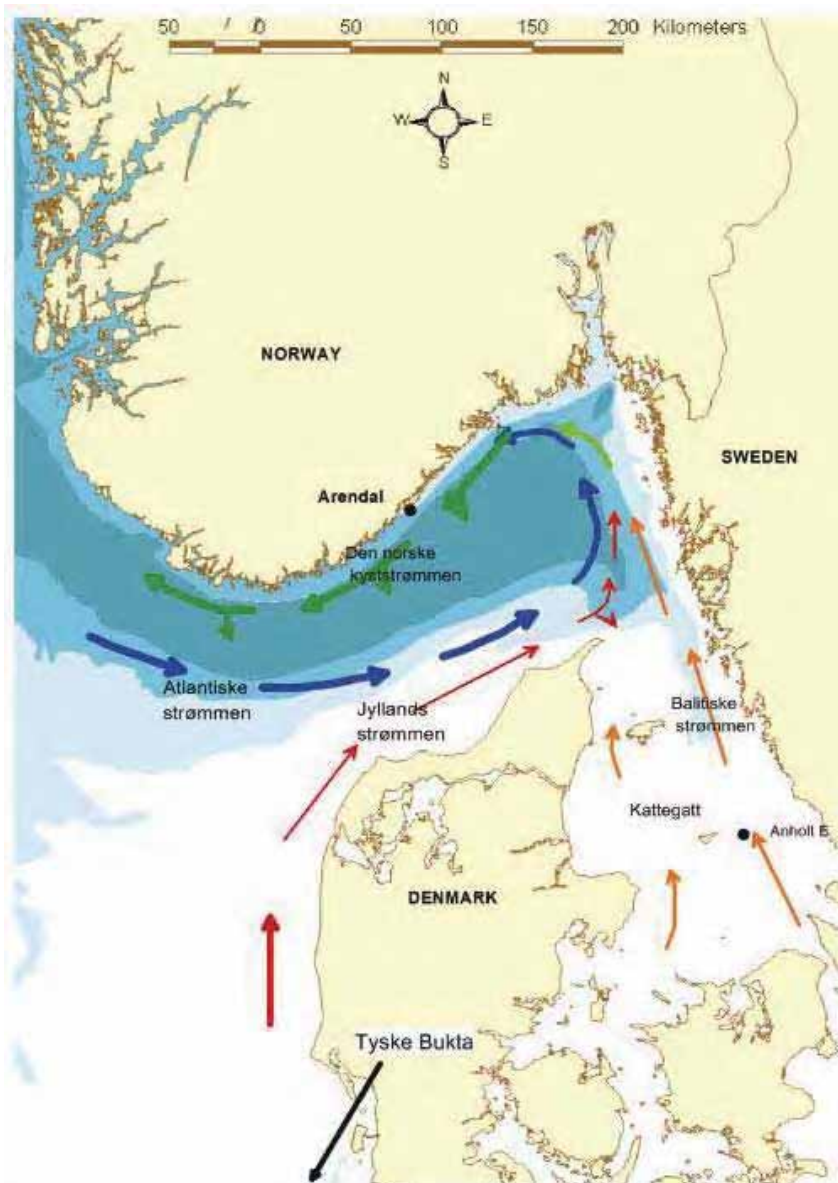 50 0 50 100 150 200 Kilometers
N
W E
S
NORWAY
SWEDEN
Arendal
Den norske
kyststrømmen
Atlantiske
strømmen
Jyllands
strømmen
Baltiske
strømmen
Kattegatt
Anholt E
DENMARK
Tyske Bukta